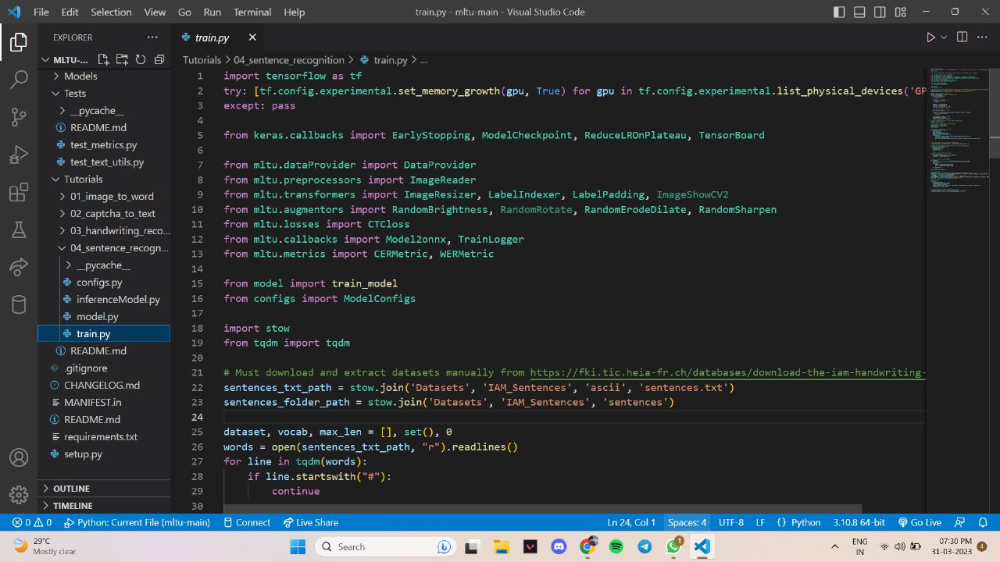 File Edit Selection View Go Run Terminal Help
train.py - mltu-main - Visual Studio Code
EXPLORER
MLTU-...
Models
Tests
__pycache__
README.md
test_metrics.py
test_text_utils.py
Tutorials
01_image_to_word
02_captcha_to_text
03_handwriting_reco...
04_sentence_recogn...
__pycache__
configs.py
inferenceModel.py
model.py
train.py
README.md
.gitignore
CHANGELOG.md
MANIFEST.in
README.md
requirements.txt
setup.py
OUTLINE
TIMELINE
train.py
Tutorials > 04_sentence_recognition > train.py > ...
1 import tensorflow as tf
2 try: [tf.config.experimental.set_memory_growth(gpu, True) for gpu in tf.config.experimental.list_physical_devices('GP
3 except: pass
4
5 from keras.callbacks import EarlyStopping, ModelCheckpoint, ReduceLROnPlateau, TensorBoard
6
7 from mltu.dataProvider import DataProvider
8 from mltu.preprocessors import ImageReader
9 from mltu.transformers import ImageResizer, LabelIndexer, LabelPadding, ImageShowCV2
10 from mltu.augmentors import RandomBrightness, RandomRotate, RandomErodeDilate, RandomSharpen
11 from mltu.losses import CTCloss
12 from mltu.callbacks import Model2onnx, TrainLogger
13 from mltu.metrics import CERMetric, WERMetric
14
15 from model import train_model
16 from configs import ModelConfigs
17
18 import stow
19 from tqdm import tqdm
20
21 # Must download and extract datasets manually from https://fki.tic.heia-fr.ch/databases/download-the-iam-handwriting-
22 sentences_txt_path = stow.join('Datasets', 'IAM_Sentences', 'ascii', 'sentences.txt')
23 sentences_folder_path = stow.join('Datasets', 'IAM_Sentences', 'sentences')
24
25 dataset, vocab, max_len = [], set(), 0
26 words = open(sentences_txt_path, "r").readlines()
27 for line in tqdm(words):
28 if line.startswith("#"):
29 continue
30
0 0 Python: Current File (mltu-main) Connect Live Share Ln 24, Col 1 Spaces: 4 UTF-8 LF {} Python 3.10.8 64-bit Go Live
29°C
Mostly clear
Search
1
ENG
IN
07:30 PM
31-03-2023
4